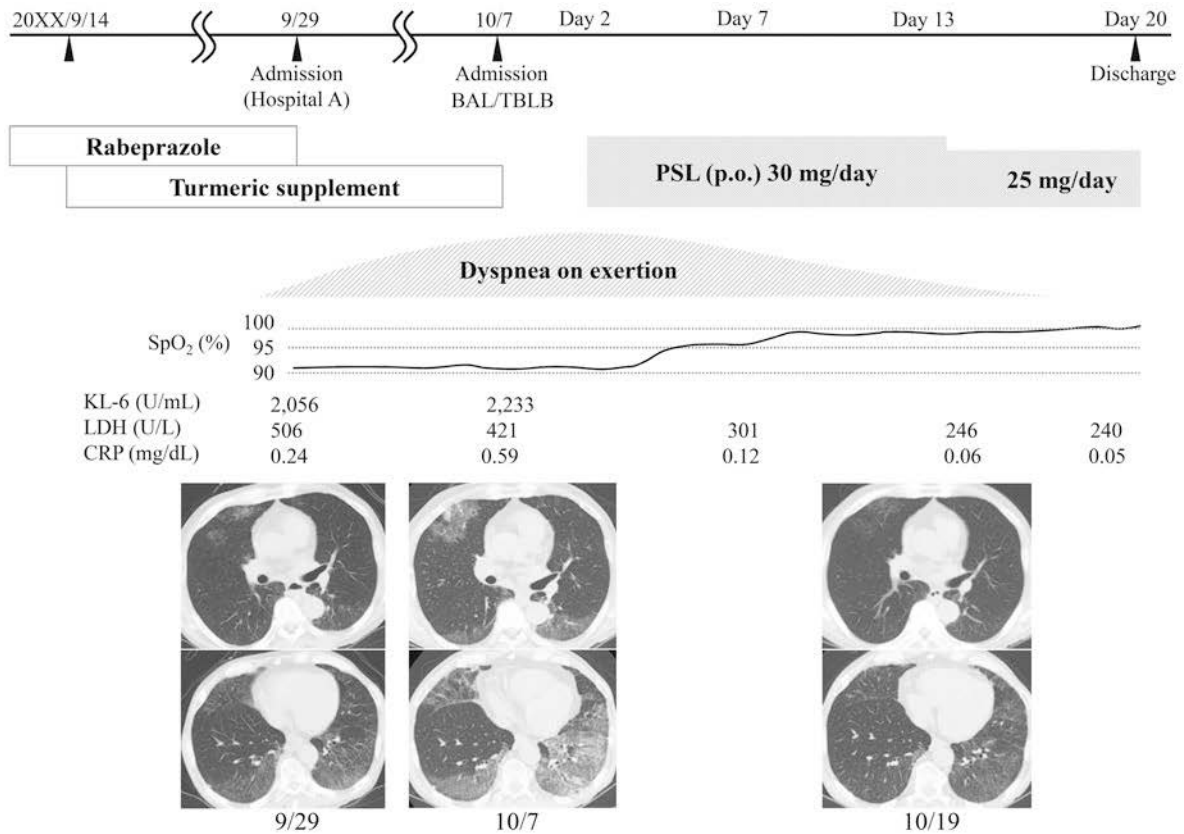 20XX/9/14 9/29 10/7 Day 2 Day 7 Day 13 Day 20
Admission
(Hospital A)
Admission
BAL/TBLB
Discharge
Rabeprazole
Turmeric supplement
PSL (p.o.) 30 mg/day
25 mg/day
Dyspnea on exertion
SpO₂ (%)
100
95
90
KL-6 (U/mL) 2,056 2,233
LDH (U/L) 506 421 301 246 240
CRP (mg/dL) 0.24 0.59 0.12 0.06 0.05
9/29 10/7 10/19